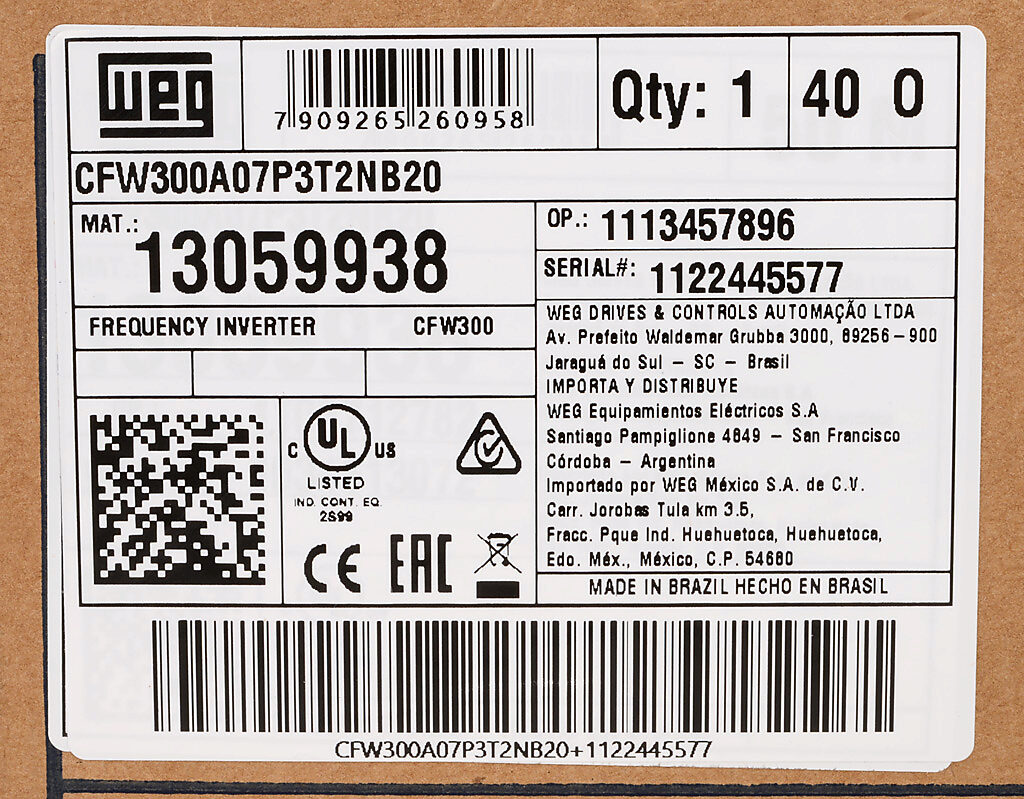 WEG
7 909265 260958
Qty: 1
40 0
CFW300A07P3T2NB20
MAT.:
13059938
OP.: 1113457896
SERIAL#: 1122445577
FREQUENCY INVERTER CFW300
WEG DRIVES & CONTROLS AUTOMAÇÃO LTDA
Av. Prefeito Waldemar Grubba 3000, 89256-900
Jaraguá do Sul - SC - Brasil
IMPORTA Y DISTRIBUYE
WEG Equipamientos Eléctricos S.A
Santiago Pampiglione 4849 - San Francisco
Córdoba - Argentina
Importado por WEG México S.A. de C.V.
Carr. Jorobas Tula km 3.5,
Fracc. Pque Ind. Huehuetoca, Huehuetoca,
Edo. Méx., México, C.P. 54680
MADE IN BRAZIL HECHO EN BRASIL
C UL US
LISTED
IND. CONT. EQ.
2S99
CE EAC
CFW300A07P3T2NB20+1122445577